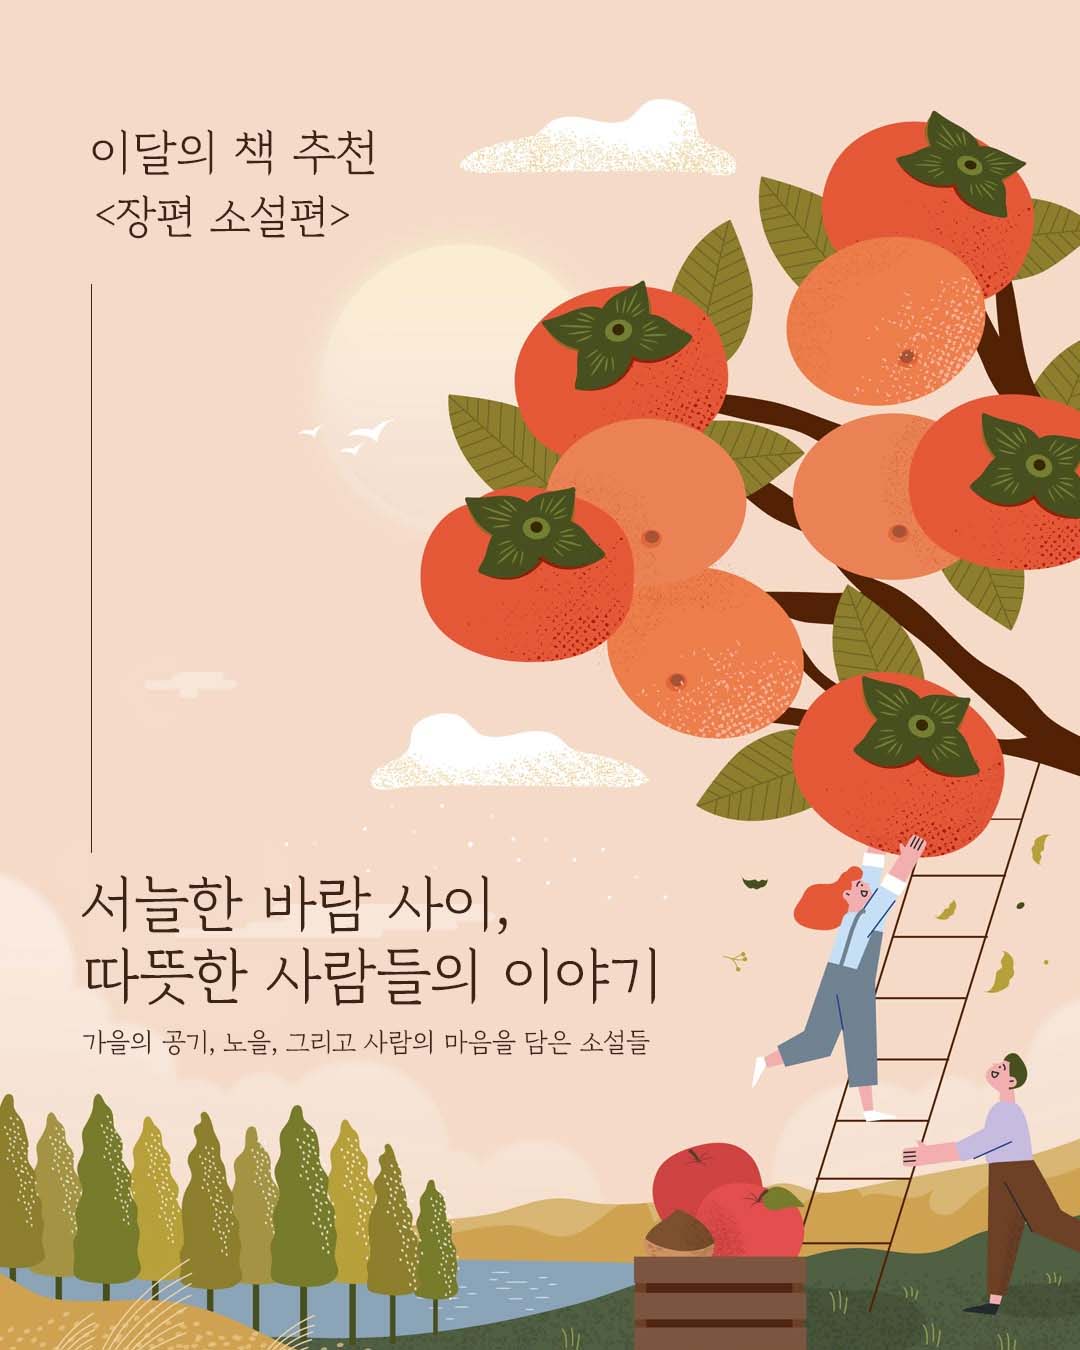 이달의 책 추천
<장편 소설편>
서늘한 바람 사이,
따뜻한 사람들의 이야기
가을의 공기, 노을, 그리고 사람의 마음을 담은 소설들